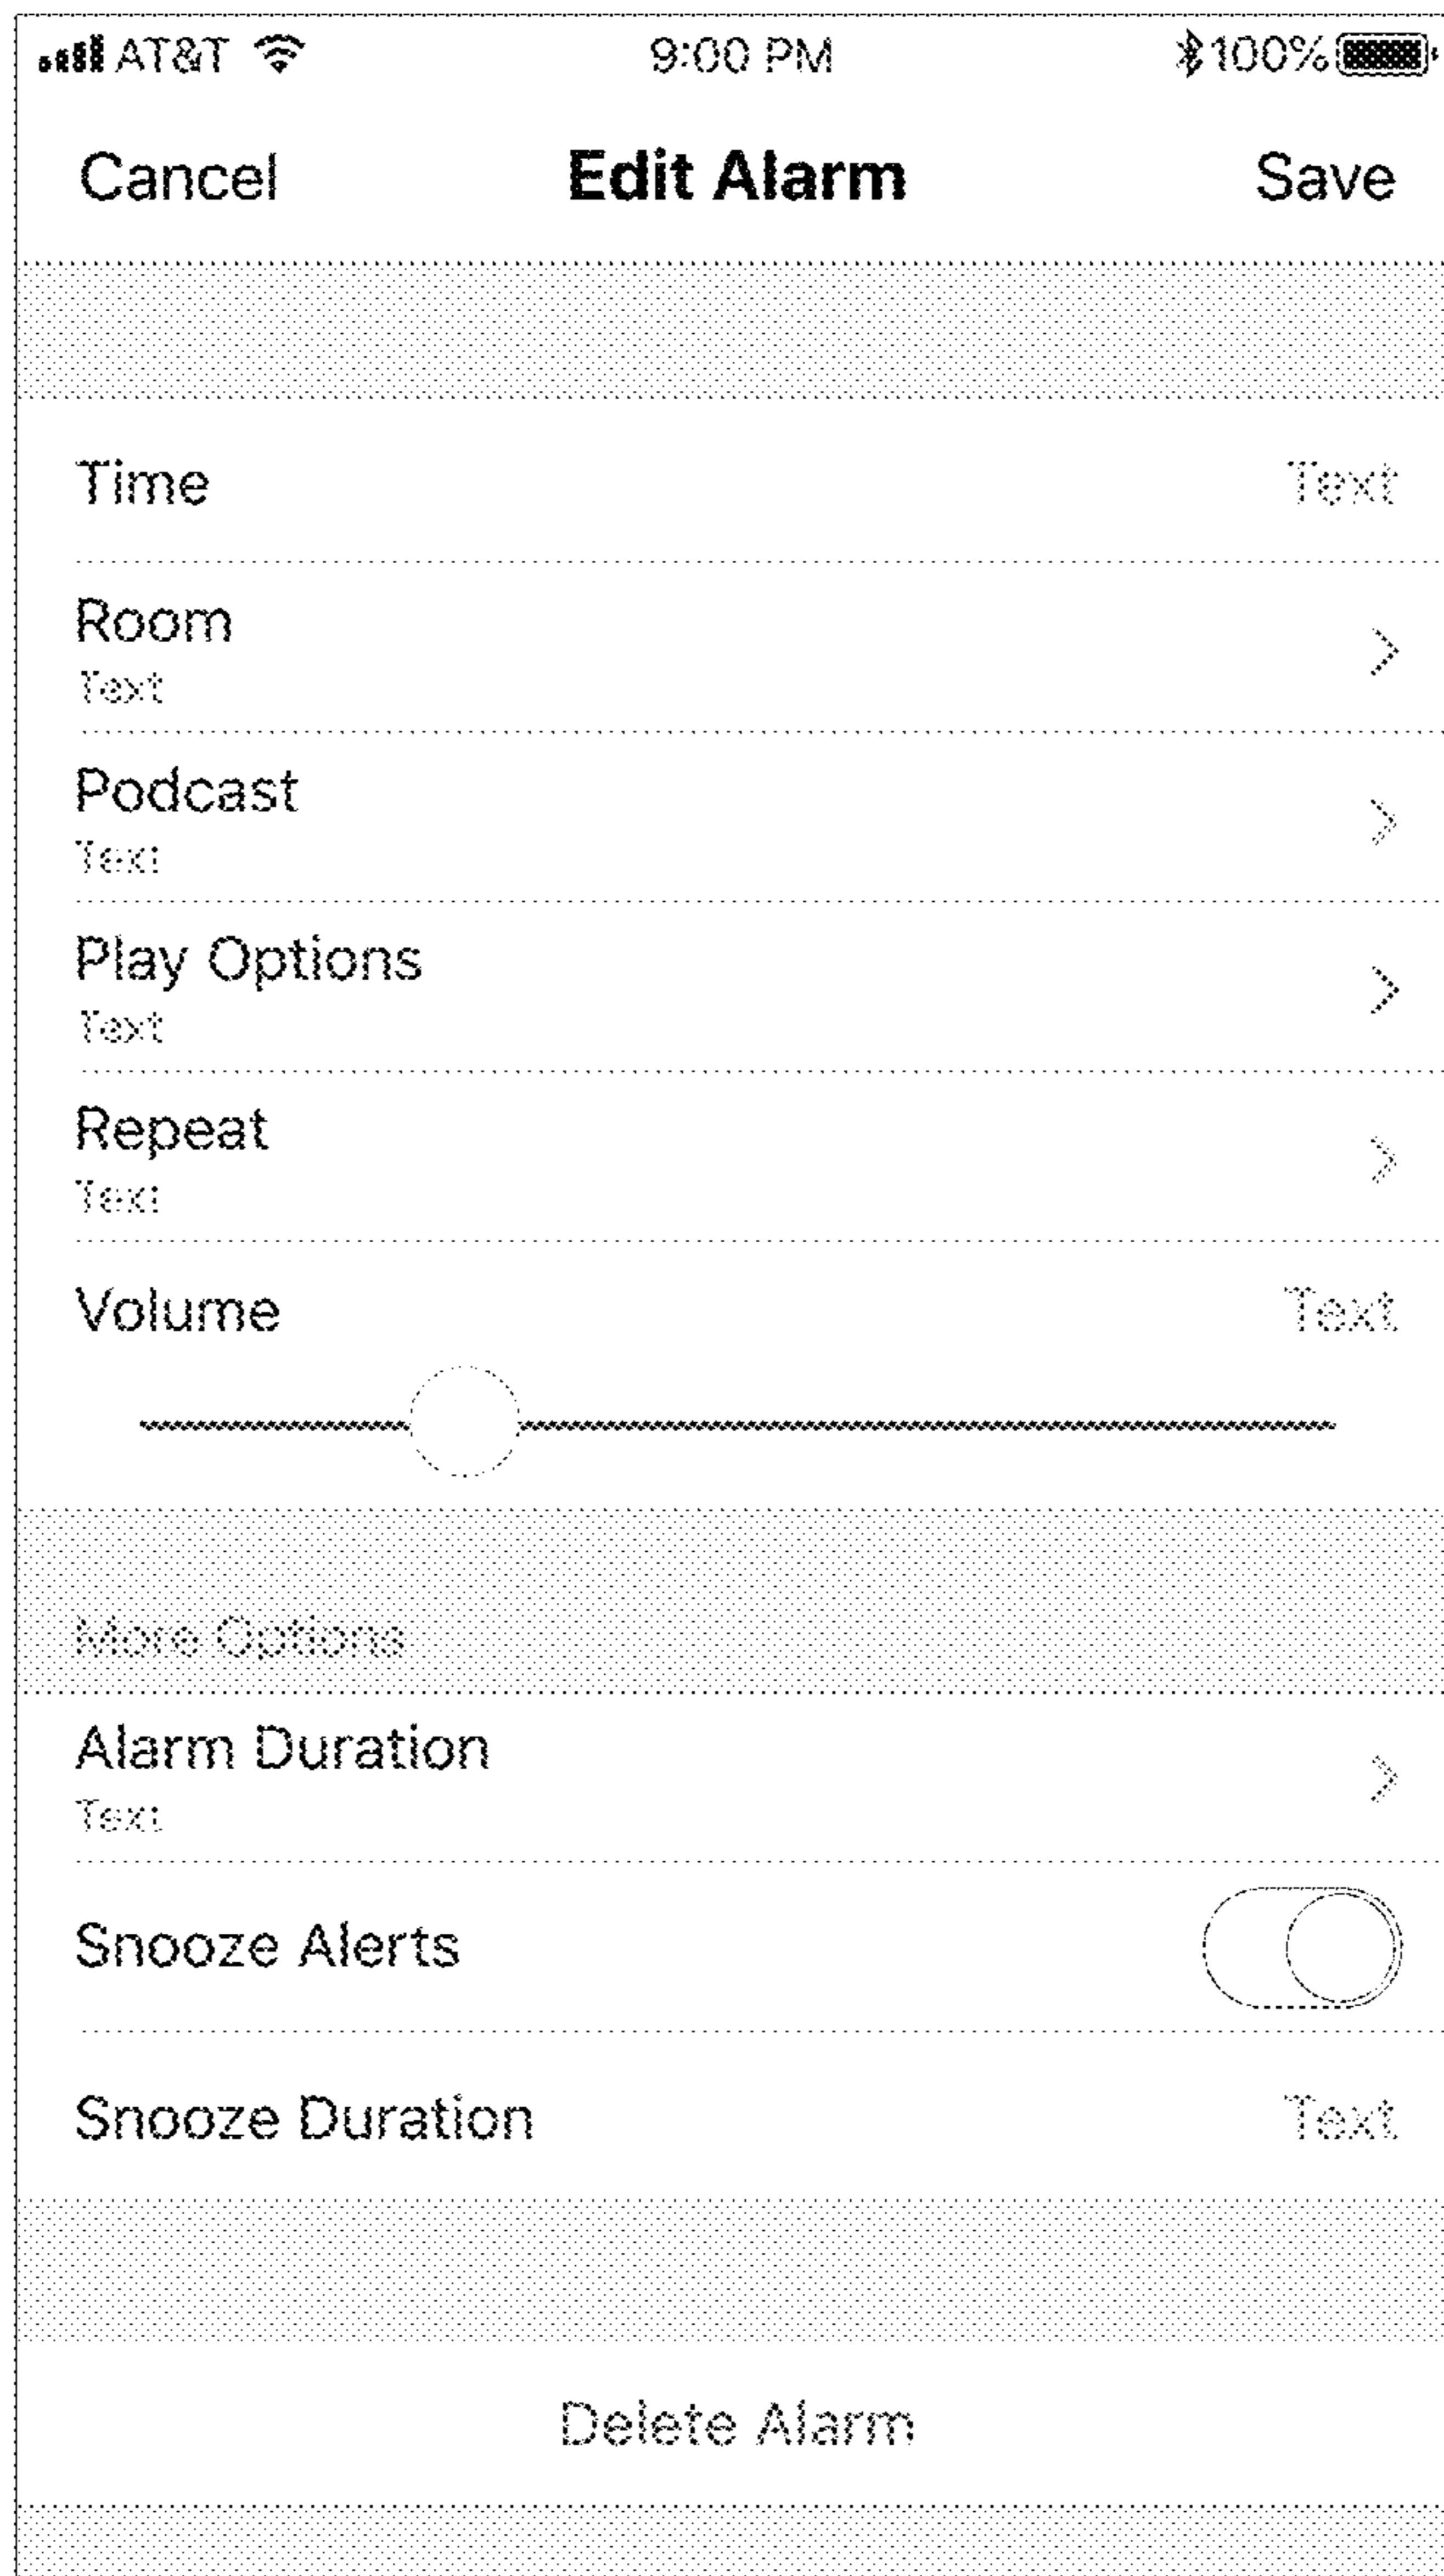 AT&T 9:00 PM 100%
Cancel Edit Alarm Save
Time Text
Room
Text
Podcast
Text
Play Options
Text
Repeat
Text
Volume Text
More Options
Alarm Duration
Text
Snooze Alerts
Snooze Duration Text
Delete Alarm